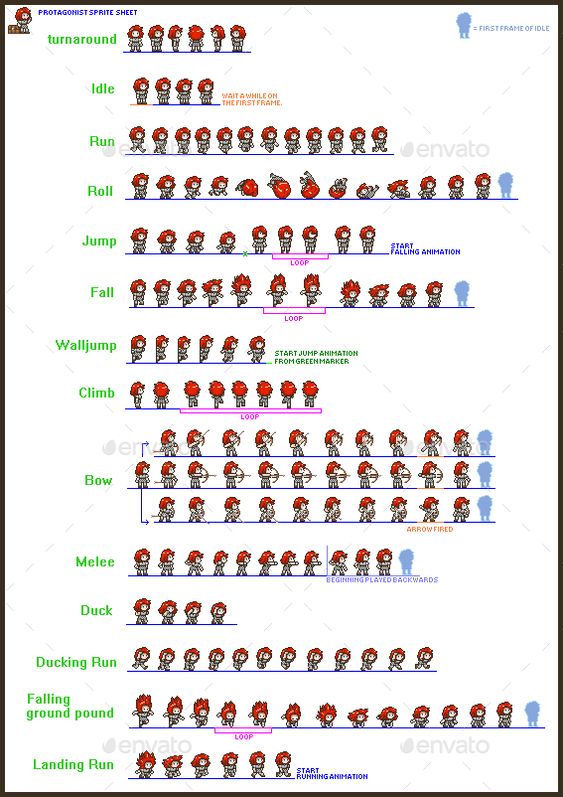 PROTAGONIST SPRITE SHEET
= FIRST FRAME OF IDLE
turnaround
Idle
WAIT A WHILE ON
THE FIRST FRAME.
Run
envato
envato
Roll
Jump
X
START
FALLING ANIMATION
LOOP
Fall
LOOP
Walljump
START JUMP ANIMATION
FROM GREEN MARKER
Climb
LOOP
envato
envato
Bow
ARROW FIRED
Melee
BEGINNING PLAYED BACKWARDS
Duck
Ducking Run
Falling
ground pound
LOOP
envato
envato
Landing Run
START
RUNNING ANIMATION